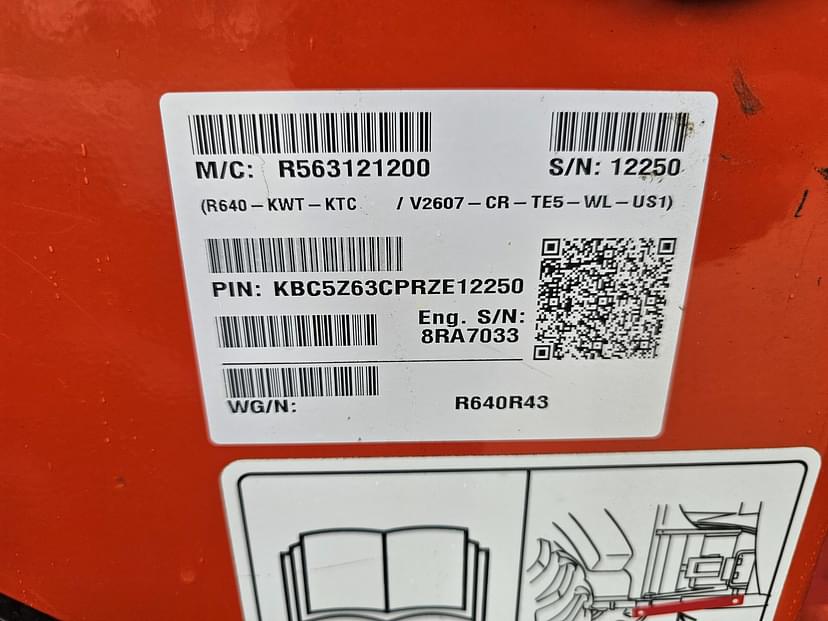 M/C: R563121200 S/N: 12250
(R640-KWT-KTC / V2607-CR-TE5-WL-US1)
PIN: KBC5Z63CPRZE12250
Eng. S/N:
8RA7033
WG/N: R640R43